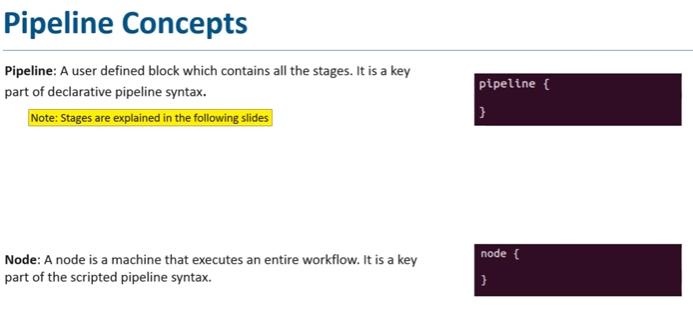 Pipeline Concepts
Pipeline: A user defined block which contains all the stages. It is a key
part of declarative pipeline syntax.
Note: Stages are explained in the following slides
pipeline {
}
Node: A node is a machine that executes an entire workflow. It is a key
part of the scripted pipeline syntax.
node {
}